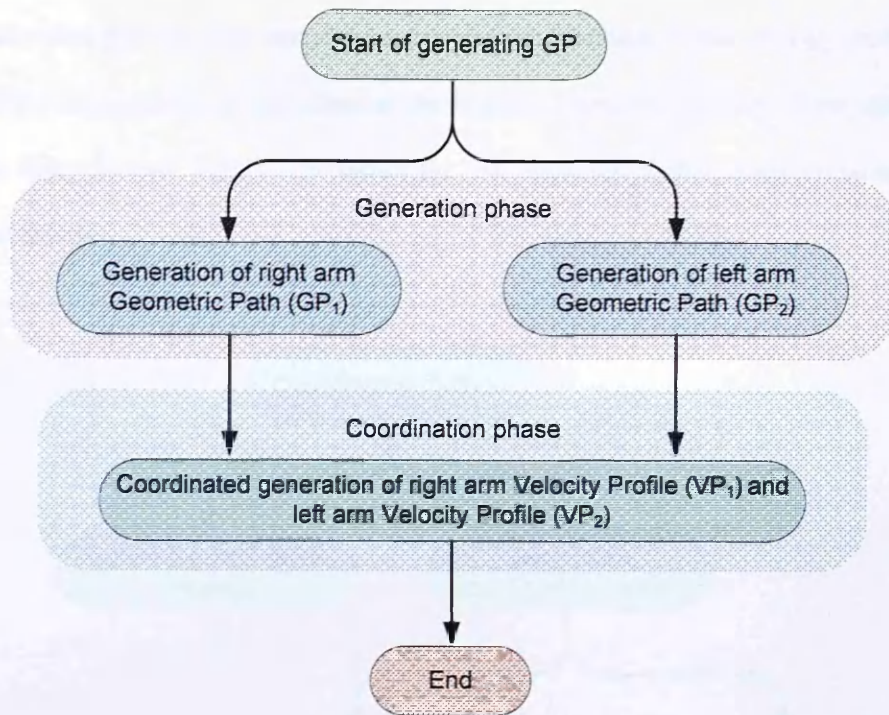 Start of generating GP
Generation phase
Generation of right arm
Geometric Path (GP₁)
Generation of left arm
Geometric Path (GP₂)
Coordination phase
Coordinated generation of right arm Velocity Profile (VP₁) and
left arm Velocity Profile (VP₂)
End